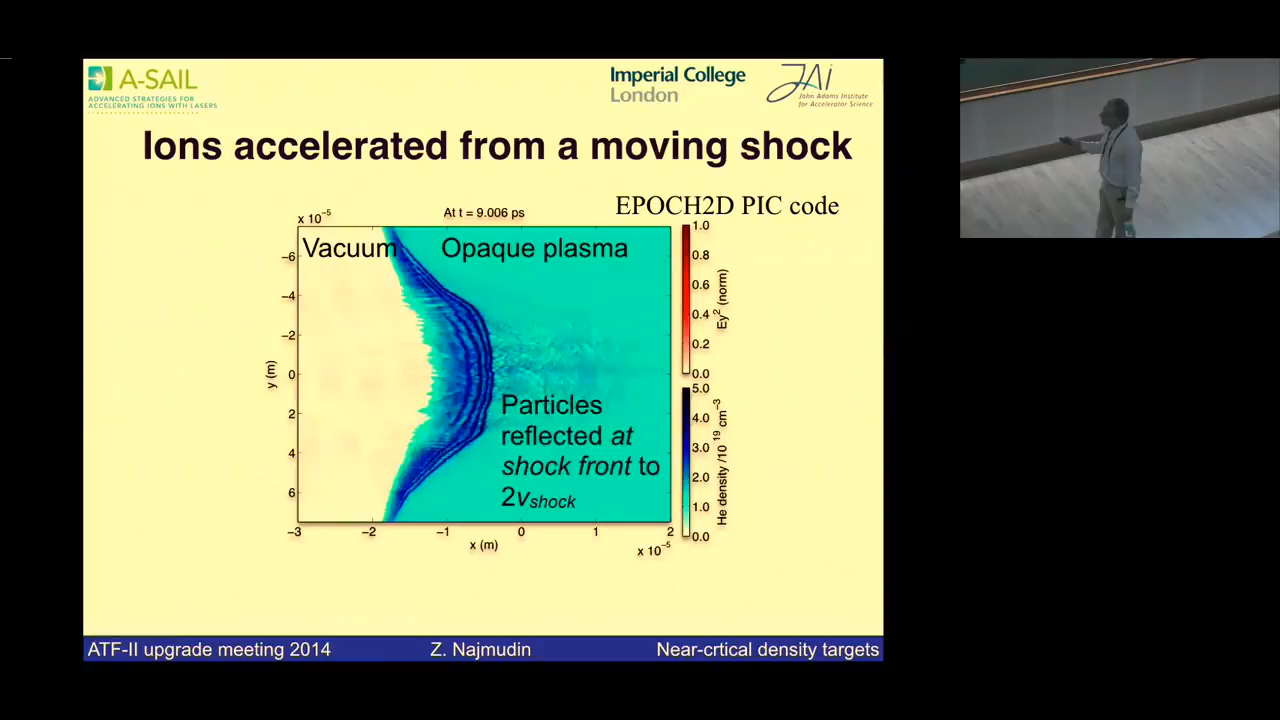 A-SAIL
ADVANCED STRATEGIES FOR
ACCELERATING IONS WITH LASERS
Imperial College
London
JAi
John Adams Institute
for Accelerator Science
Ions accelerated from a moving shock
EPOCH2D PIC code
x 10⁻⁵
At t = 9.006 ps
Vacuum
Opaque plasma
−6
−4
−2
0
2
4
6
y (m)
Particles
reflected at
shock front to
2vshock
−3
−2
−1
0
1
2
x (m)
x 10⁻⁵
1.0
0.8
0.6
0.4
0.2
0.0
Ey² (norm)
5.0
4.0
3.0
2.0
1.0
0.0
He density /10¹⁹ cm⁻³
ATF-II upgrade meeting 2014
Z. Najmudin
Near-crtical density targets